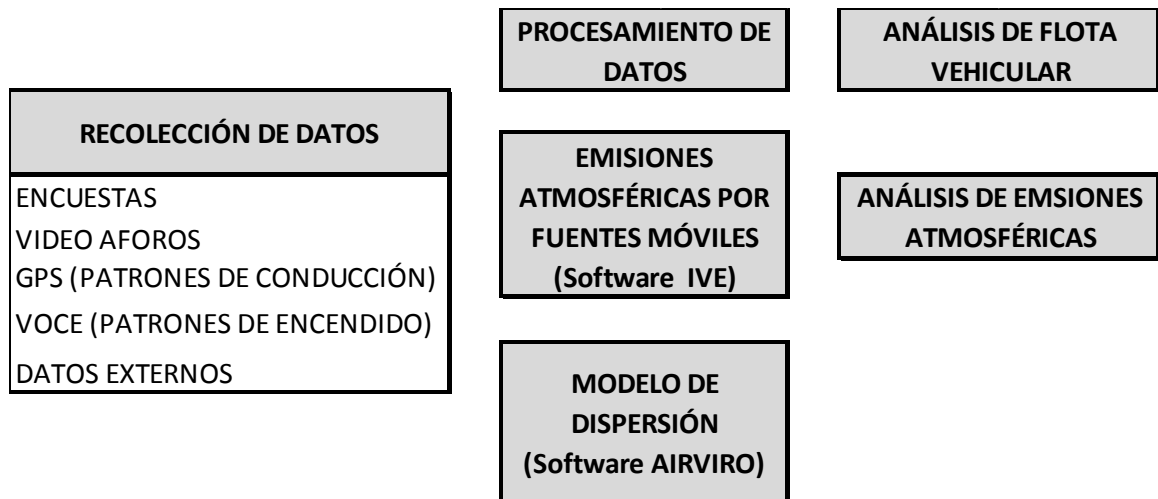 RECOLECCIÓN DE DATOS
ENCUESTAS
VIDEO AFOROS
GPS (PATRONES DE CONDUCCIÓN)
VOCE (PATRONES DE ENCENDIDO)
DATOS EXTERNOS
PROCESAMIENTO DE
DATOS
EMISIONES
ATMOSFÉRICAS POR
FUENTES MÓVILES
(Software IVE)
MODELO DE
DISPERSIÓN
(Software AIRVIRO)
ANÁLISIS DE FLOTA
VEHICULAR
ANÁLISIS DE EMSIONES
ATMOSFÉRICAS